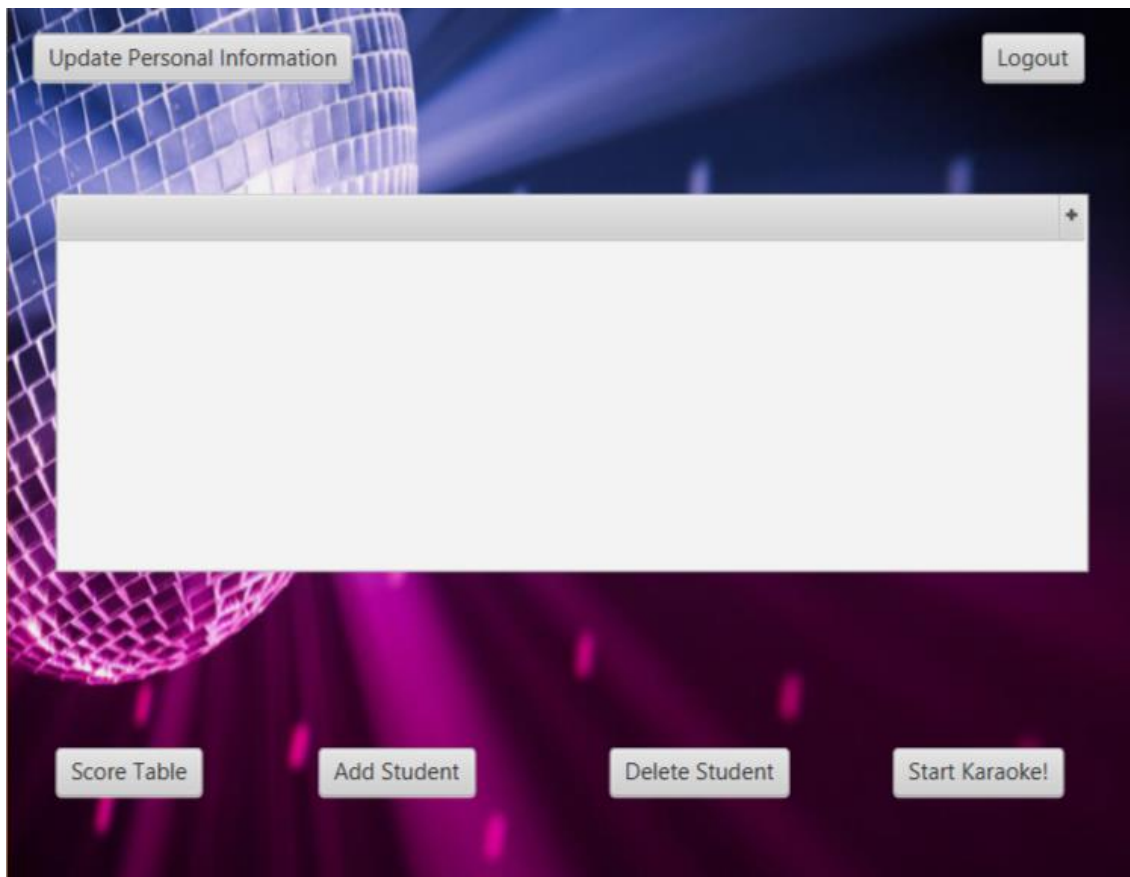 Update Personal Information
Logout
Score Table
Add Student
Delete Student
Start Karaoke!